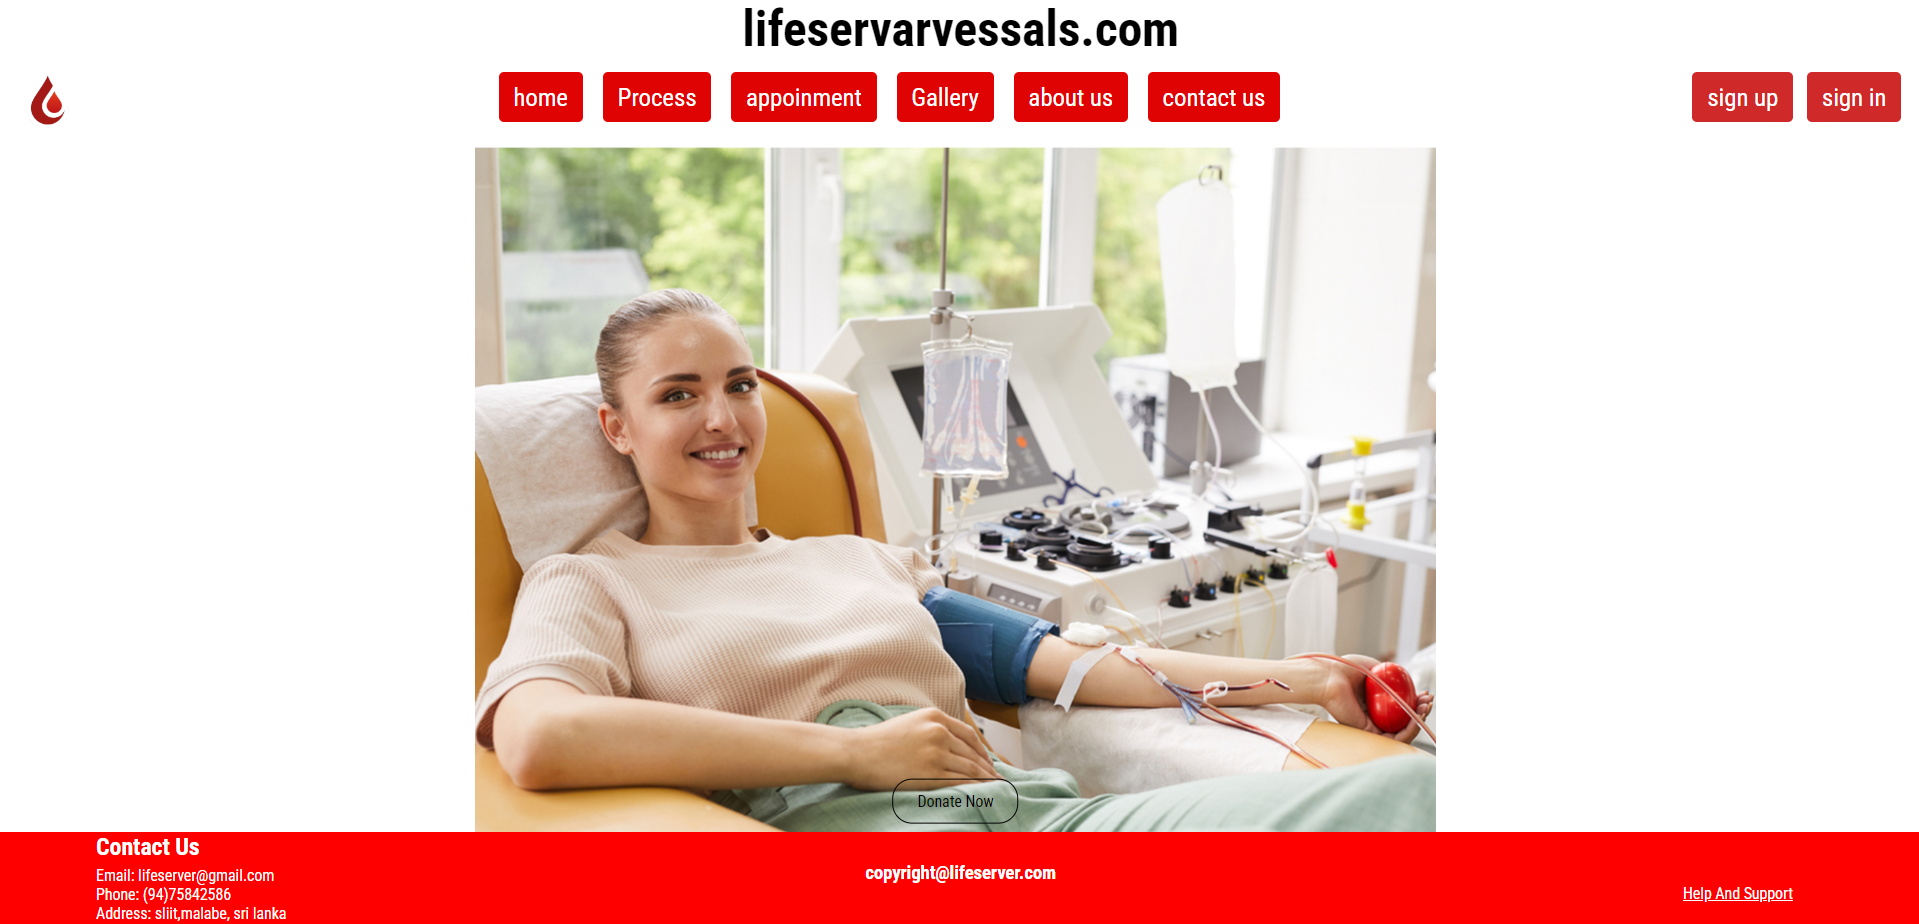 lifeservarvessals.com
home Process appoinment Gallery about us contact us sign up sign in
Donate Now
Contact Us
Email: lifeserver@gmail.com
Phone: (94)75842586
Address: sliit,malabe, sri lanka
copyright@lifeserver.com
Help And Support